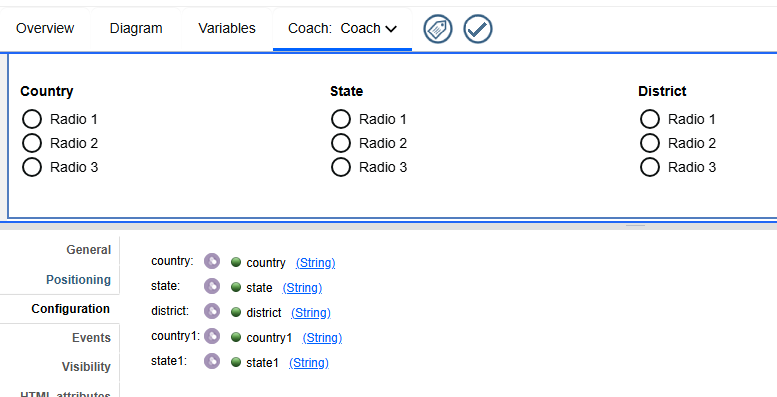 Overview Diagram Variables Coach: Coach
Country State District
Radio 1 Radio 1 Radio 1
Radio 2 Radio 2 Radio 2
Radio 3 Radio 3 Radio 3
General
Positioning
Configuration
Events
Visibility
HTML attributes
country: country (String)
state: state (String)
district: district (String)
country1: country1 (String)
state1: state1 (String)